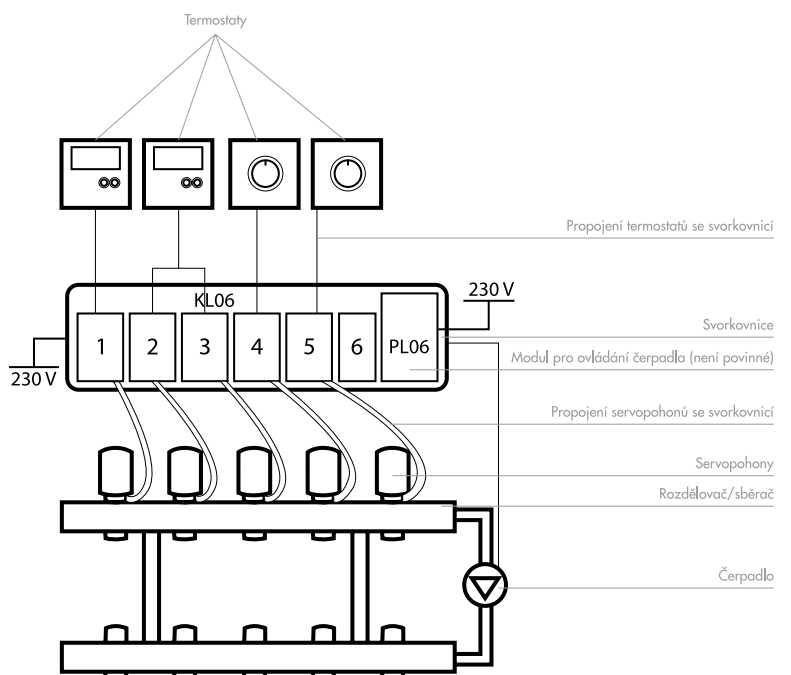 Termostaty
Propojení termostatů se svorkovnicí
KL06
230 V
Svorkovnice
1 2 3 4 5 6 PL06
Modul pro ovládání čerpadla (není povinné)
230 V
Propojení servopohonů se svorkovnicí
Servopohony
Rozdělovač/sběrač
Čerpadlo